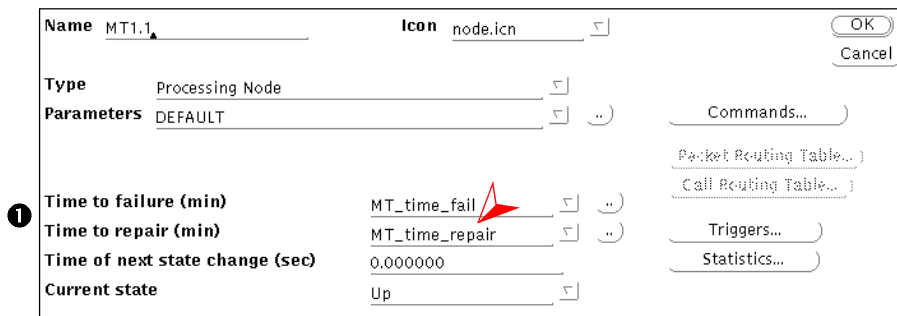 Name MT1.1 Icon node.icn OK
Cancel
Type Processing Node
Parameters DEFAULT .. Commands...
Packet Routing Table...
Call Routing Table...
1 Time to failure (min) MT_time_fail ..
Time to repair (min) MT_time_repair .. Triggers...
Time of next state change (sec) 0.000000 Statistics...
Current state Up